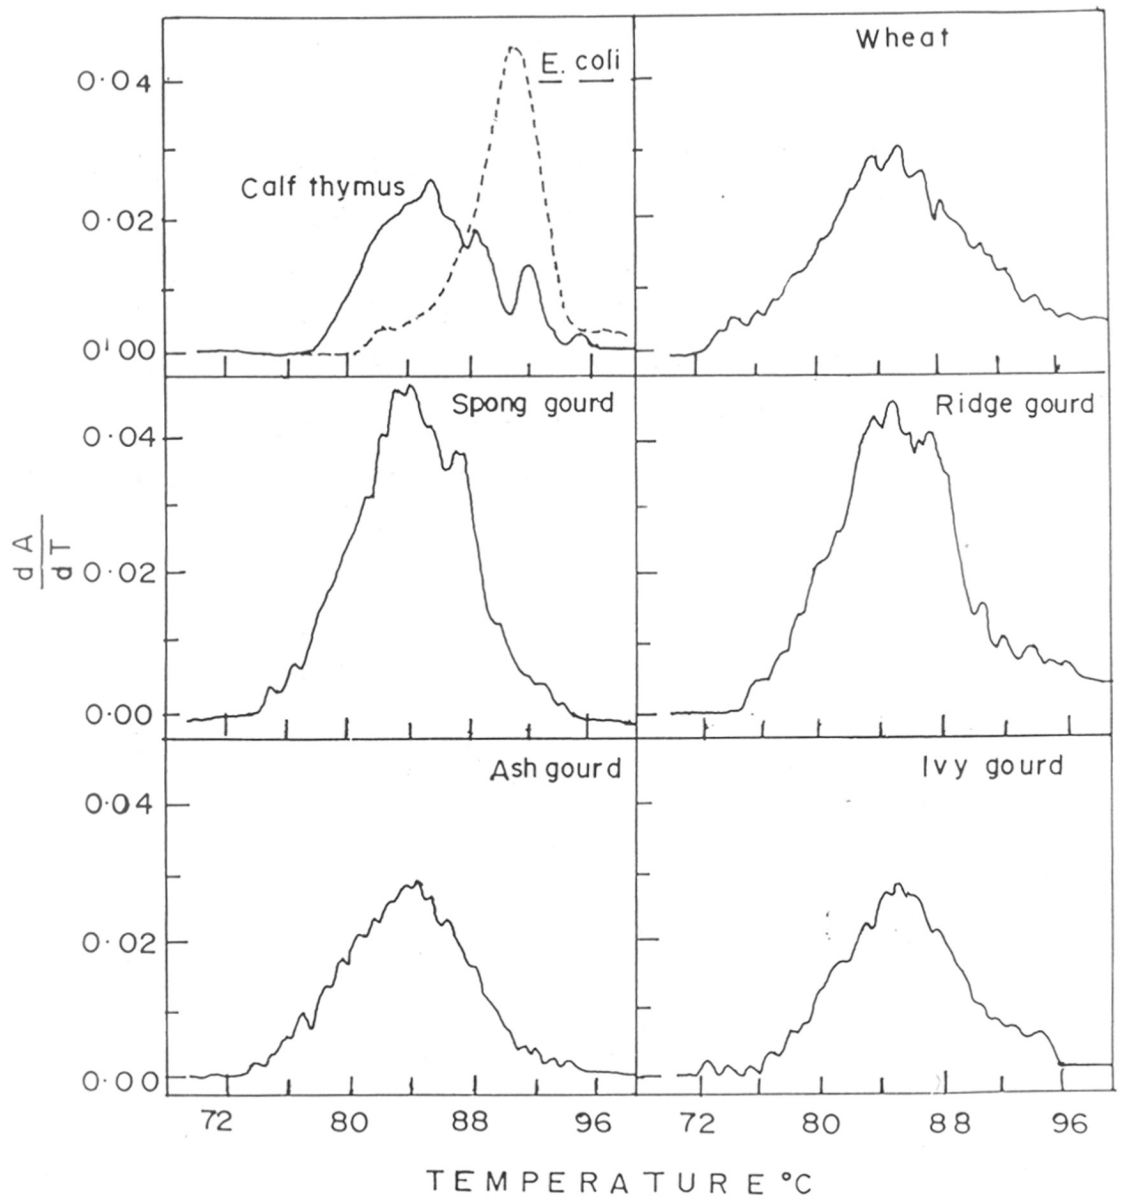 E. coli
Wheat
0·04
Calf thymus
0·02
0·00
Spong gourd
Ridge gourd
0·04
dA
dT
0·02
0·00
Ash gourd
Ivy gourd
0·04
0·02
0·00
72 80 88 96 72 80 88 96
TEMPERATURE °C